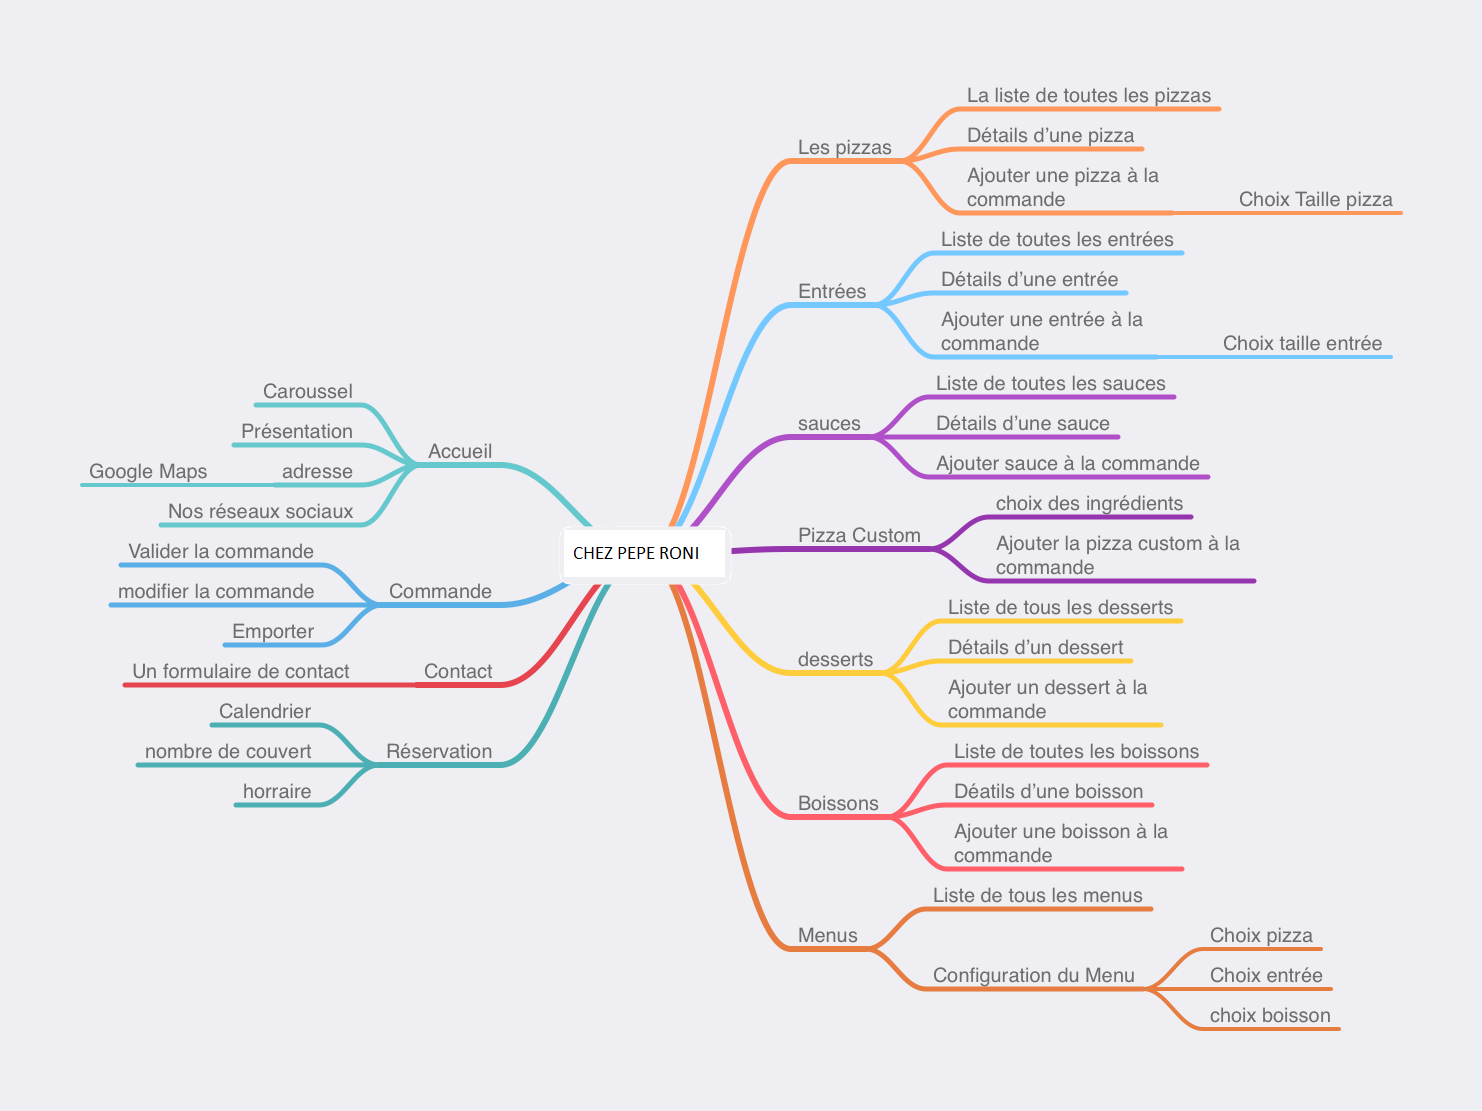 CHEZ PEPE RONI
Les pizzas
La liste de toutes les pizzas
Détails d’une pizza
Ajouter une pizza à la
commande
Choix Taille pizza
Entrées
Liste de toutes les entrées
Détails d’une entrée
Ajouter une entrée à la
commande
Choix taille entrée
sauces
Liste de toutes les sauces
Détails d’une sauce
Ajouter sauce à la commande
Pizza Custom
choix des ingrédients
Ajouter la pizza custom à la
commande
desserts
Liste de tous les desserts
Détails d’un dessert
Ajouter un dessert à la
commande
Boissons
Liste de toutes les boissons
Déatils d’une boisson
Ajouter une boisson à la
commande
Menus
Liste de tous les menus
Configuration du Menu
Choix pizza
Choix entrée
choix boisson
Accueil
Caroussel
Présentation
adresse
Google Maps
Nos réseaux sociaux
Commande
Valider la commande
modifier la commande
Emporter
Contact
Un formulaire de contact
Réservation
Calendrier
nombre de couvert
horraire